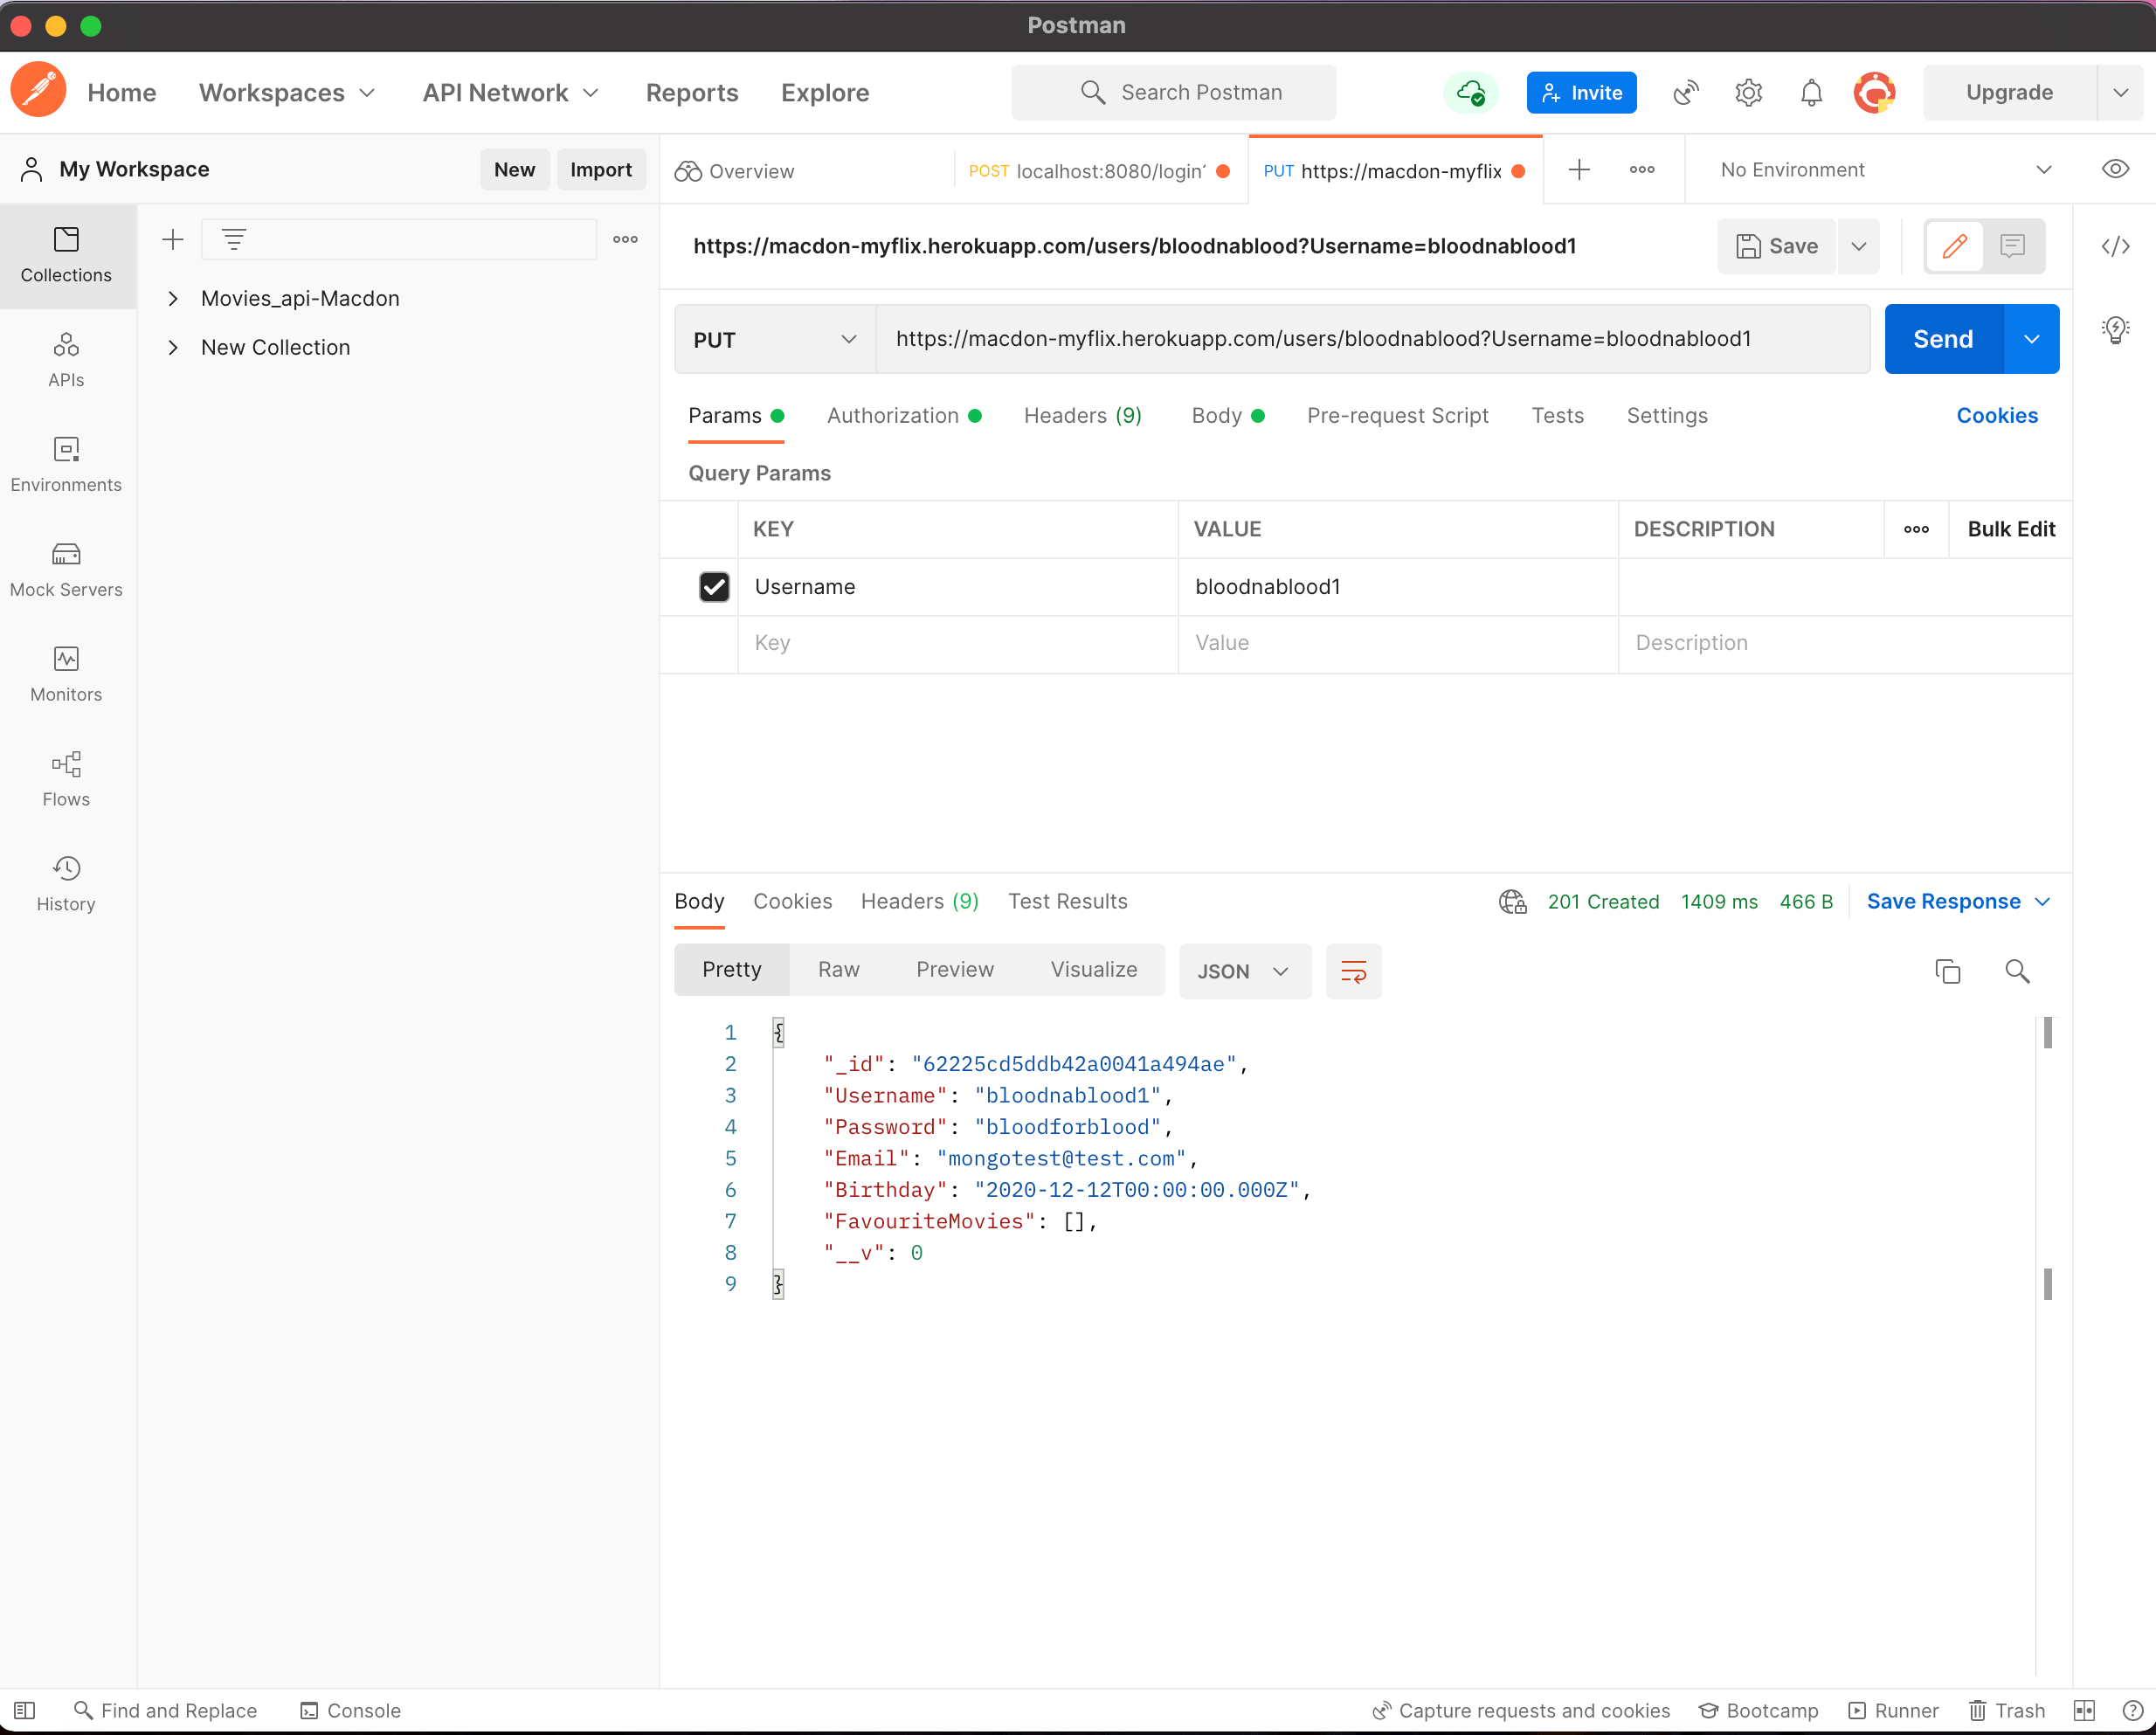 Postman
Home
Workspaces
API Network
Reports
Explore
Search Postman
Invite
Upgrade
My Workspace
New
Import
Overview
POST localhost:8080/login
PUT https://macdon-myflix
No Environment
Collections
APIs
Environments
Mock Servers
Monitors
Flows
History
Movies_api-Macdon
New Collection
https://macdon-myflix.herokuapp.com/users/bloodnablood?Username=bloodnablood1
Save
PUT
https://macdon-myflix.herokuapp.com/users/bloodnablood?Username=bloodnablood1
Send
Params
Authorization
Headers (9)
Body
Pre-request Script
Tests
Settings
Cookies
Query Params
KEY VALUE DESCRIPTION Bulk Edit
Username bloodnablood1
Key Value Description
Body
Cookies
Headers (9)
Test Results
201 Created
1409 ms
466 B
Save Response
Pretty
Raw
Preview
Visualize
JSON
1 {
2 "_id": "62225cd5ddb42a0041a494ae",
3 "Username": "bloodnablood1",
4 "Password": "bloodforblood",
5 "Email": "mongotest@test.com",
6 "Birthday": "2020-12-12T00:00:00.000Z",
7 "FavouriteMovies": [],
8 "__v": 0
9 }
Find and Replace
Console
Capture requests and cookies
Bootcamp
Runner
Trash